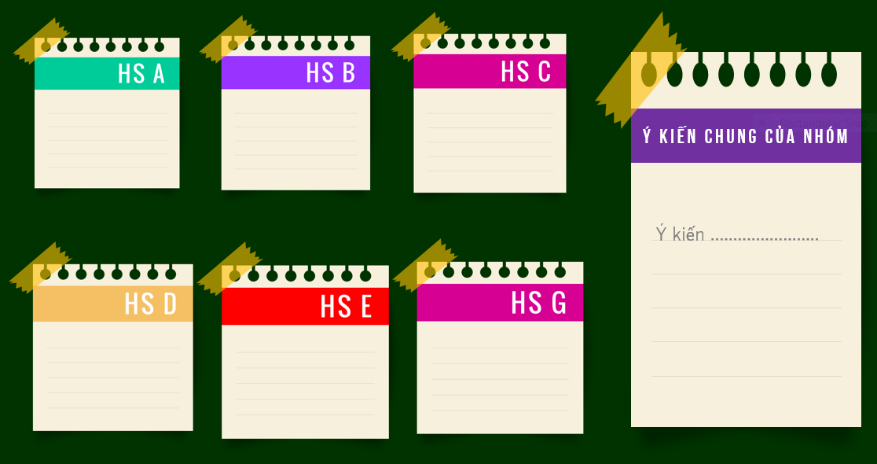 HS A
HS B
HS C
Ý KIẾN CHUNG CỦA NHÓM
Ý kiến ........................
HS D
HS E
HS G